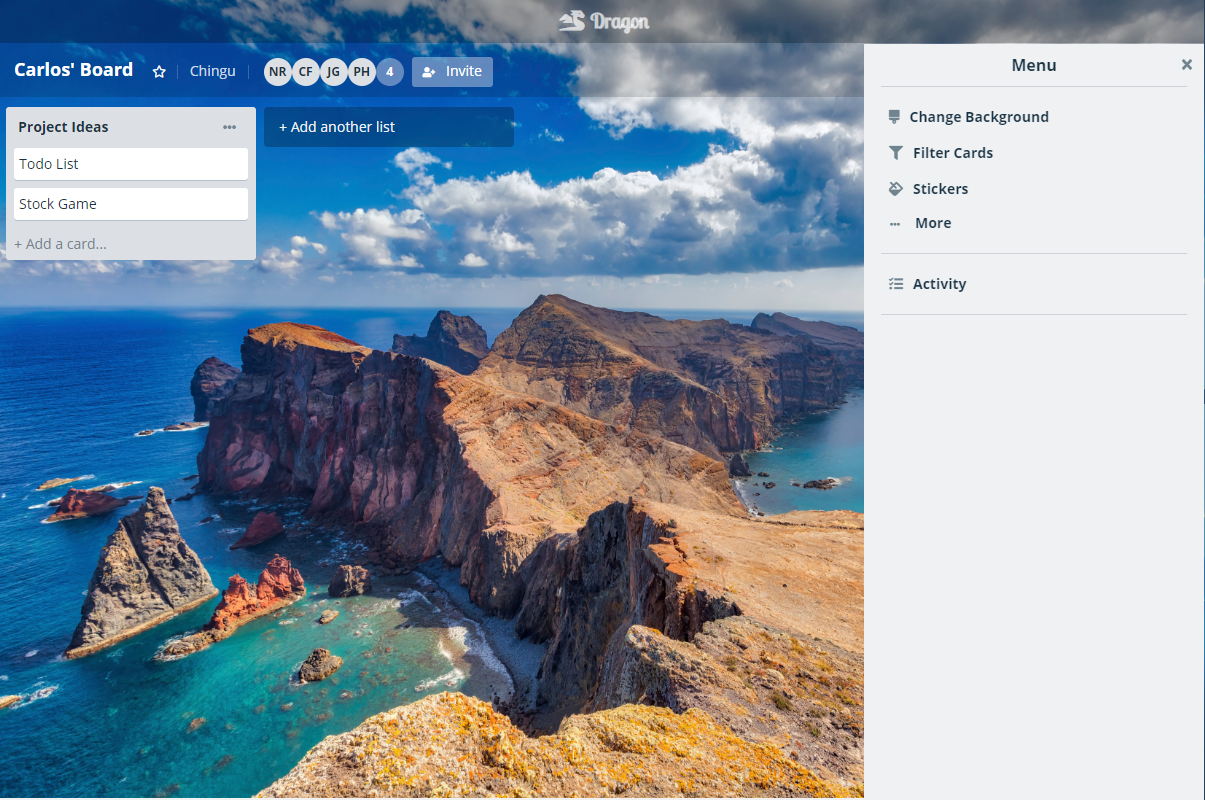 Dragon
Carlos' Board
Chingu
NR CF JG PH 4
Invite
Project Ideas
Todo List
Stock Game
+ Add a card...
+ Add another list
Menu
Change Background
Filter Cards
Stickers
More
Activity